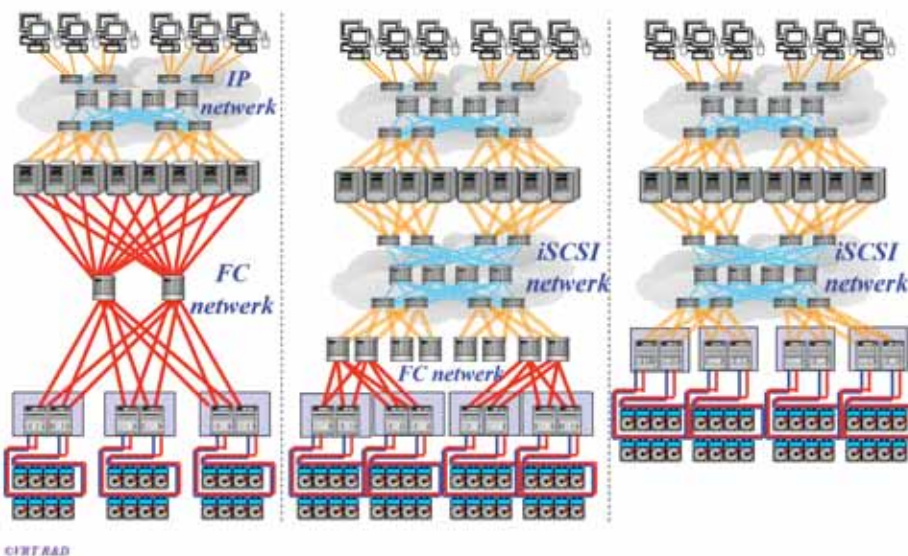 IP
netwerk
FC
netwerk
iSCSI
netwerk
FC netwerk
iSCSI
netwerk
©VRT R&D